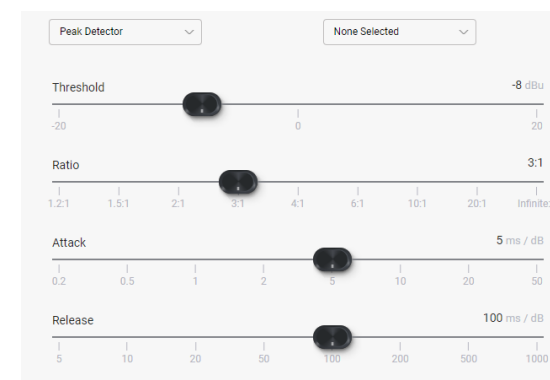 Peak Detector None Selected
Threshold -8 dBu
-20 0 20
Ratio 3:1
1.2:1 1.5:1 2:1 3:1 4:1 6:1 10:1 20:1 Infinite:
Attack 5 ms / dB
0.2 0.5 1 2 5 10 20 50
Release 100 ms / dB
5 10 20 50 100 200 500 1000